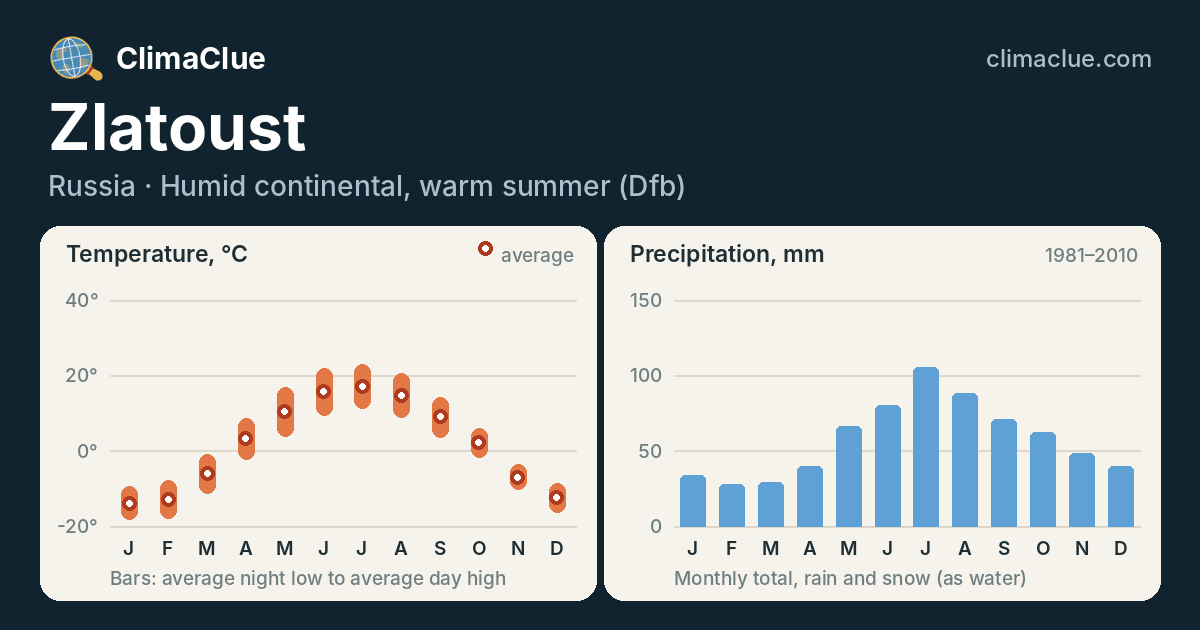 ClimaClue
climaclue.com
Zlatoust
Russia · Humid continental, warm summer (Dfb)
Temperature, °C
average
40°
20°
0°
-20°
J F M A M J J A S O N D
Bars: average night low to average day high
Precipitation, mm
1981–2010
150
100
50
0
J F M A M J J A S O N D
Monthly total, rain and snow (as water)